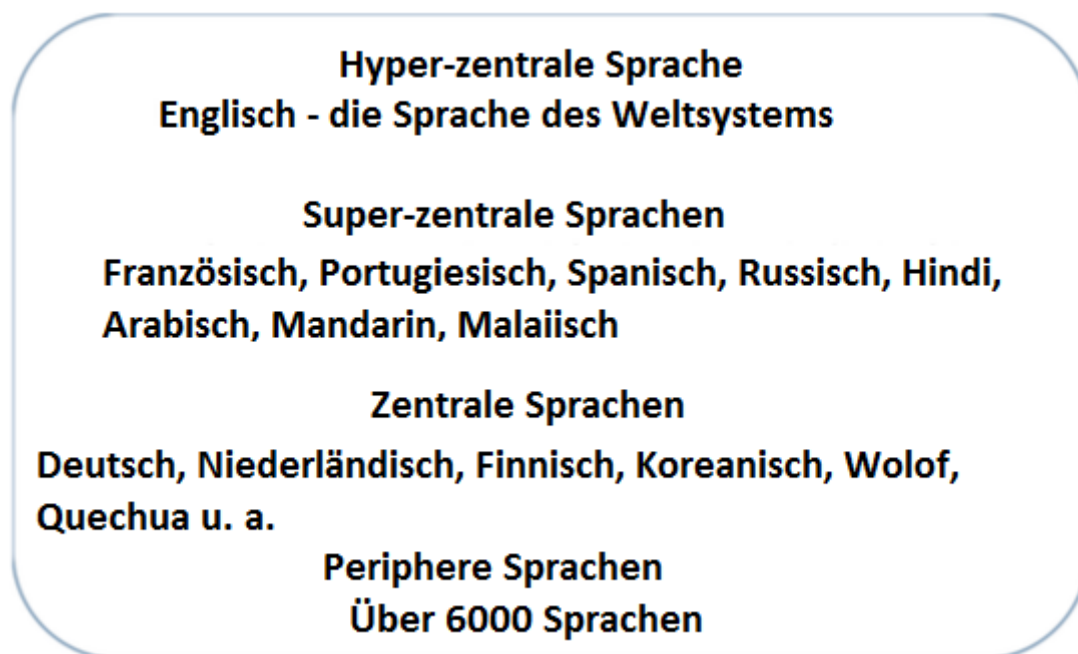 Hyper-zentrale Sprache
Englisch - die Sprache des Weltsystems
Super-zentrale Sprachen
Französisch, Portugiesisch, Spanisch, Russisch, Hindi,
Arabisch, Mandarin, Malaiisch
Zentrale Sprachen
Deutsch, Niederländisch, Finnisch, Koreanisch, Wolof,
Quechua u. a.
Periphere Sprachen
Über 6000 Sprachen